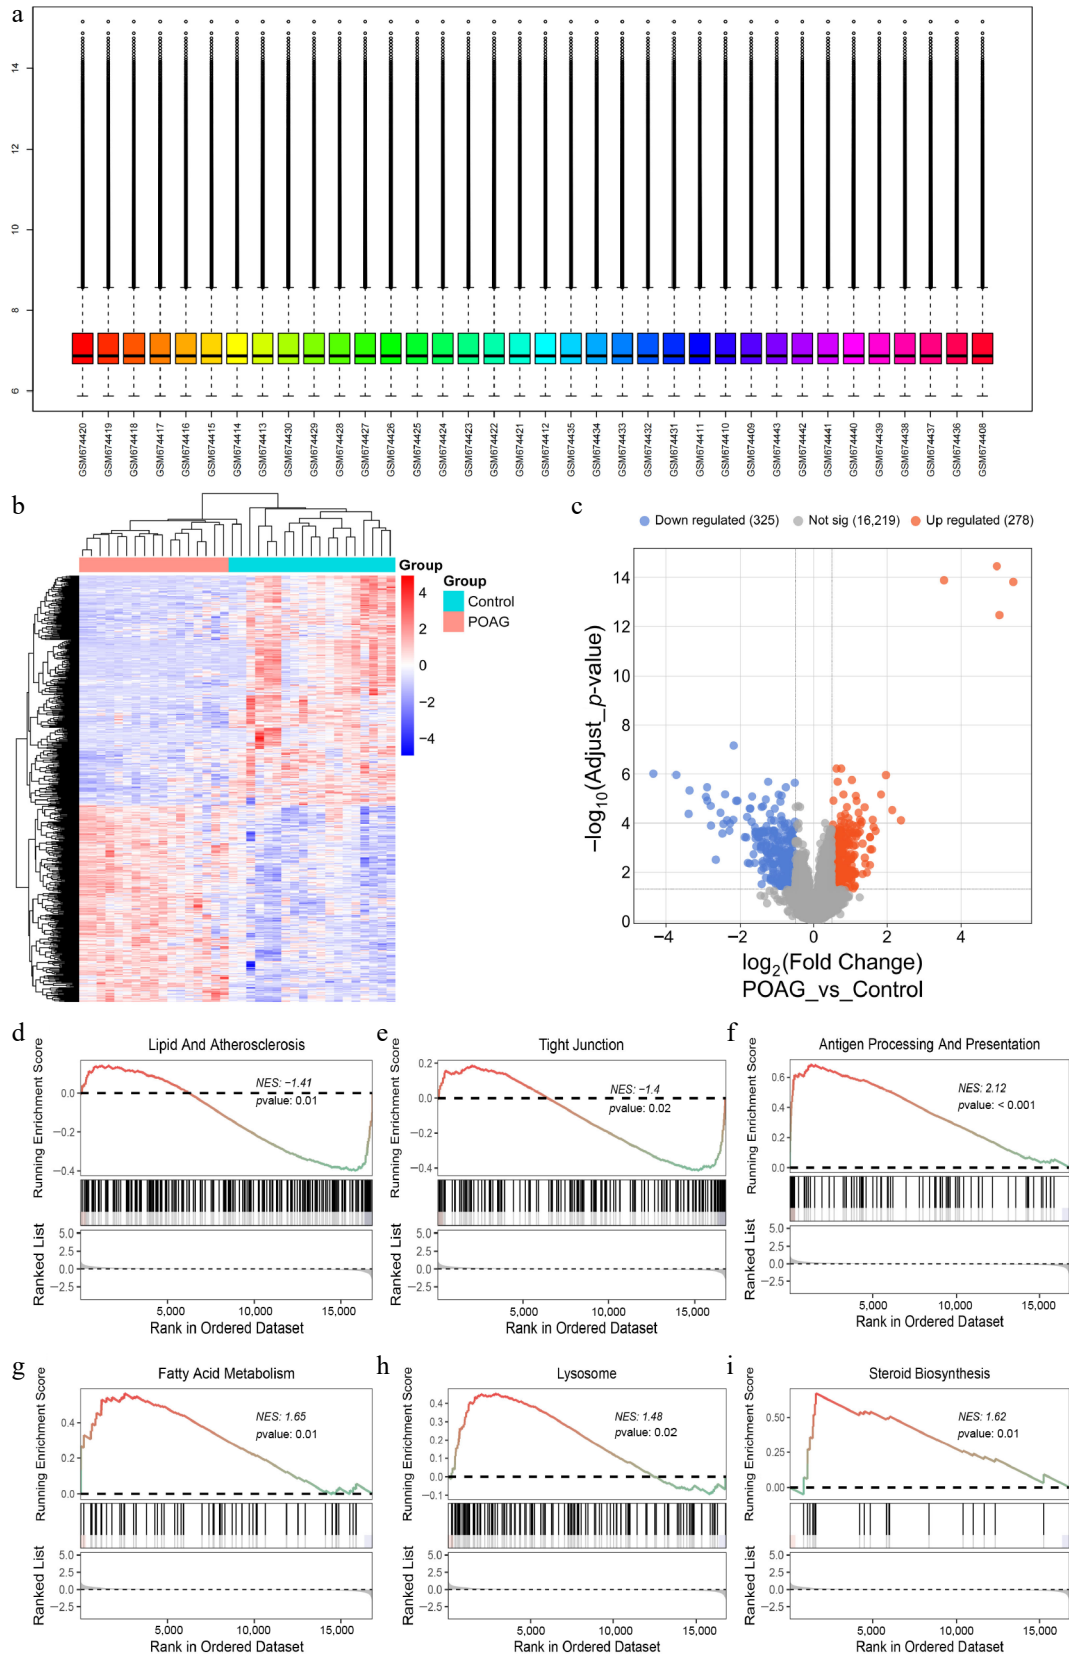 a
14
12
10
8
6
GSM674420
GSM674419
GSM674418
GSM674417
GSM674416
GSM674415
GSM674414
GSM674413
GSM674430
GSM674429
GSM674428
GSM674427
GSM674426
GSM674425
GSM674424
GSM674423
GSM674422
GSM674421
GSM674412
GSM674435
GSM674434
GSM674433
GSM674432
GSM674431
GSM674411
GSM674410
GSM674409
GSM674443
GSM674442
GSM674441
GSM674440
GSM674439
GSM674438
GSM674437
GSM674436
GSM674408
b
Group
4
2
0
−2
−4
Group
Control
POAG
c
Down regulated (325) Not sig (16,219) Up regulated (278)
14
12
10
8
6
4
2
0
−log10(Adjust_p-value)
−4 −2 0 2 4
log2(Fold Change)
POAG_vs_Control
d
Lipid And Atherosclerosis
Running Enrichment Score
0.0
−0.2
−0.4
NES: −1.41
pvalue: 0.01
Ranked List
5.0
2.5
0.0
−2.5
5,000 10,000 15,000
Rank in Ordered Dataset
e
Tight Junction
Running Enrichment Score
0.2
0.0
−0.2
−0.4
NES: −1.4
pvalue: 0.02
Ranked List
5.0
2.5
0.0
−2.5
5,000 10,000 15,000
Rank in Ordered Dataset
f
Antigen Processing And Presentation
Running Enrichment Score
0.6
0.4
0.2
0.0
NES: 2.12
pvalue: < 0.001
Ranked List
5.0
2.5
0.0
−2.5
5,000 10,000 15,000
Rank in Ordered Dataset
g
Fatty Acid Metabolism
Running Enrichment Score
0.4
0.2
0.0
NES: 1.65
pvalue: 0.01
Ranked List
5.0
2.5
0.0
−2.5
5,000 10,000 15,000
Rank in Ordered Dataset
h
Lysosome
Running Enrichment Score
0.4
0.3
0.2
0.1
0.0
−0.1
NES: 1.48
pvalue: 0.02
Ranked List
5.0
2.5
0.0
−2.5
5,000 10,000 15,000
Rank in Ordered Dataset
i
Steroid Biosynthesis
Running Enrichment Score
0.50
0.25
0.00
NES: 1.62
pvalue: 0.01
Ranked List
5.0
2.5
0.0
−2.5
5,000 10,000 15,000
Rank in Ordered Dataset